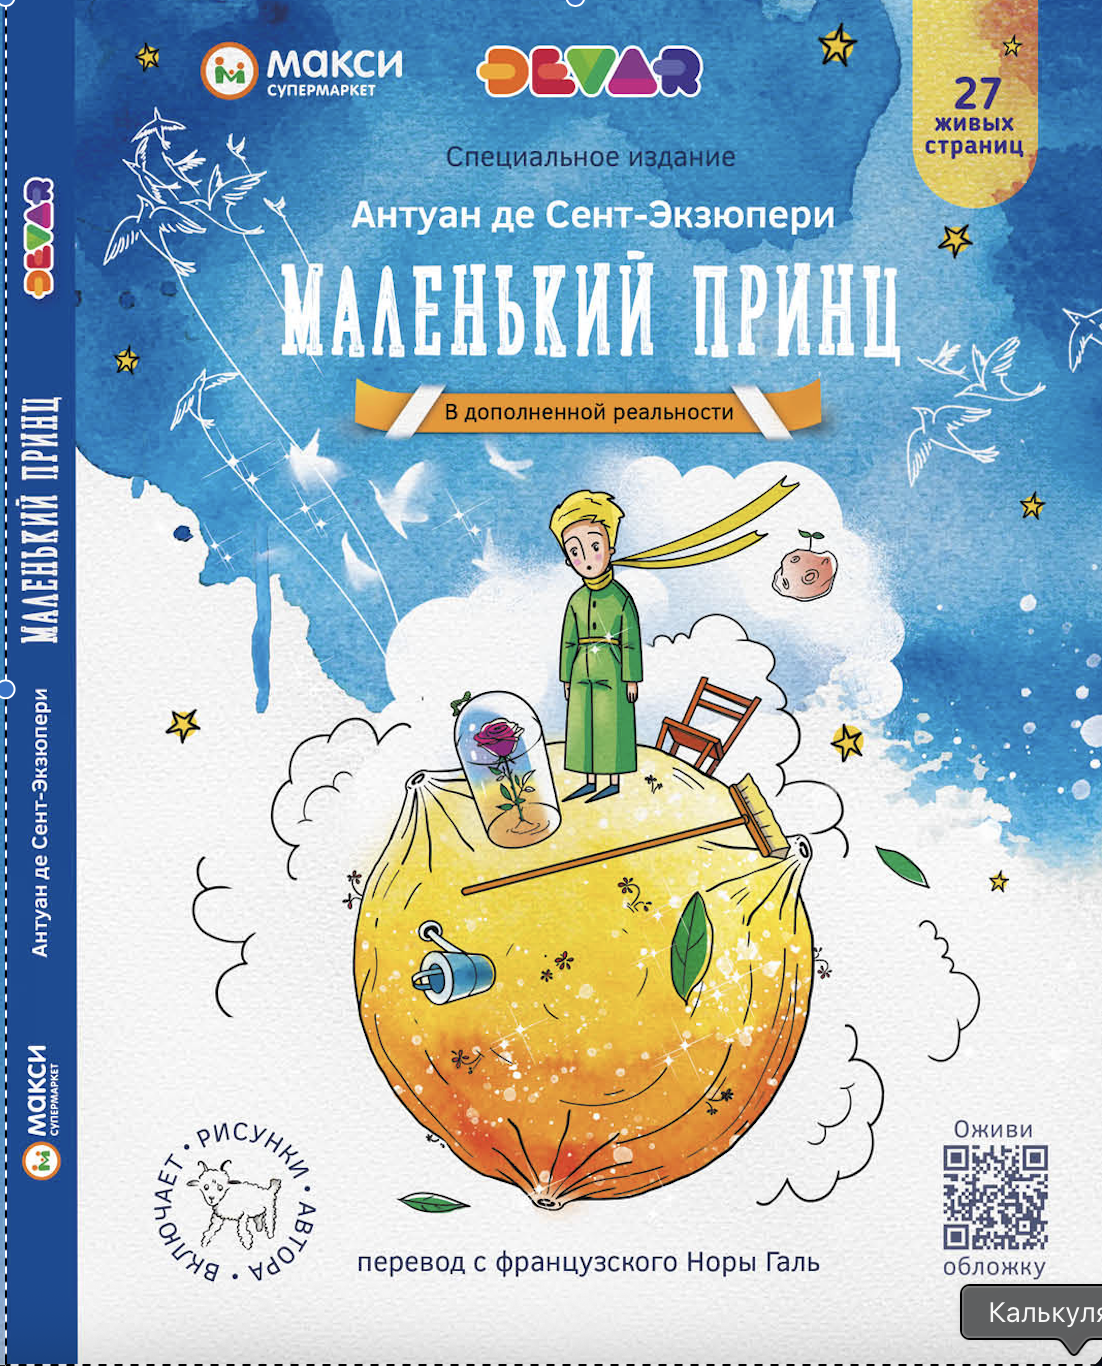 DEVAR
МАЛЕНЬКИЙ ПРИНЦ
Антуан де Сент-Экзюпери
МАКСИ
СУПЕРМАРКЕТ
МАКСИ
СУПЕРМАРКЕТ
DEVAR
27
живых
страниц
Специальное издание
Антуан де Сент-Экзюпери
МАЛЕНЬКИЙ ПРИНЦ
В дополненной реальности
ВКЛЮЧАЕТ • РИСУНКИ • АВТОРА •
перевод с французского Норы Галь
Оживи
обложку